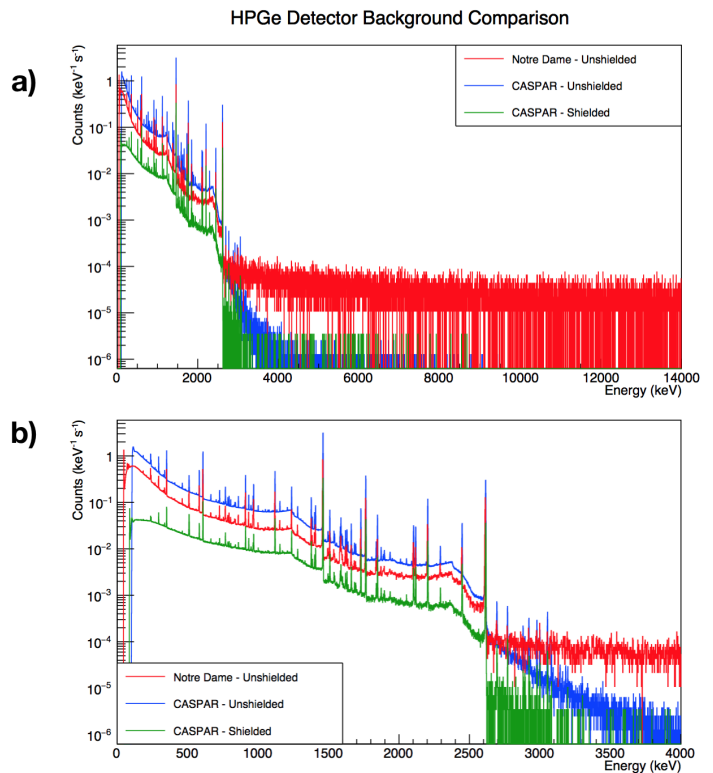 HPGe Detector Background Comparison
a)
Counts (keV⁻¹ s⁻¹)
1
10⁻¹
10⁻²
10⁻³
10⁻⁴
10⁻⁵
10⁻⁶
Notre Dame - Unshielded
CASPAR - Unshielded
CASPAR - Shielded
0 2000 4000 6000 8000 10000 12000 14000
Energy (keV)
b)
Counts (keV⁻¹ s⁻¹)
1
10⁻¹
10⁻²
10⁻³
10⁻⁴
10⁻⁵
10⁻⁶
Notre Dame - Unshielded
CASPAR - Unshielded
CASPAR - Shielded
0 500 1000 1500 2000 2500 3000 3500 4000
Energy (keV)